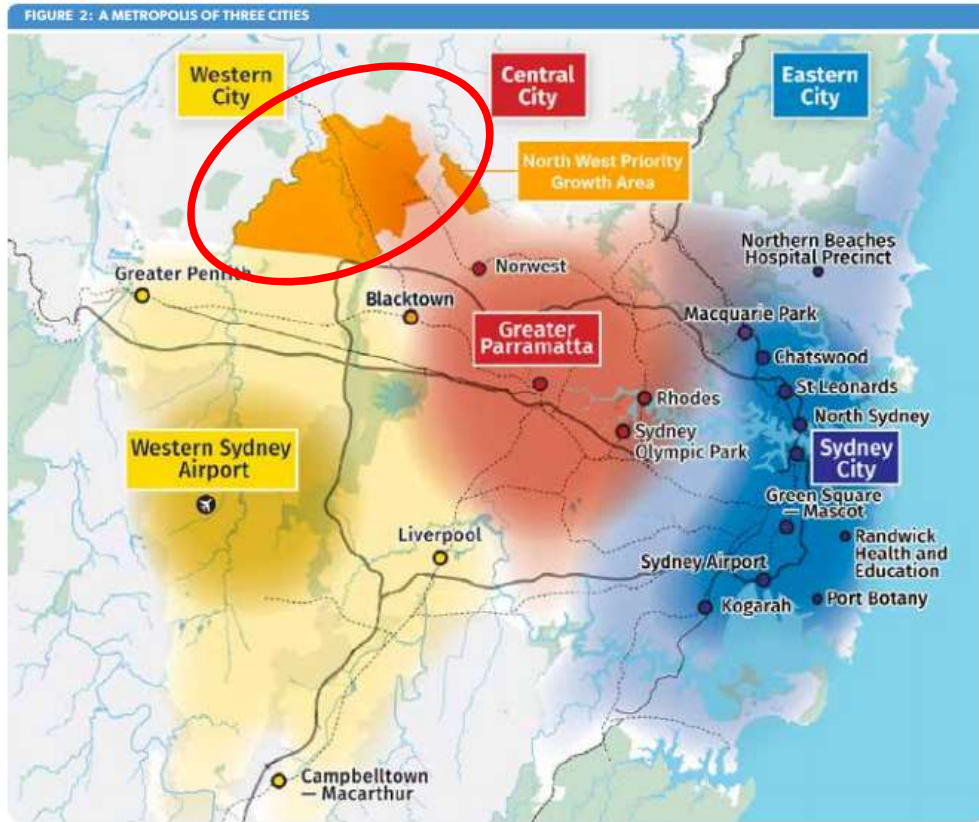 FIGURE 2: A METROPOLIS OF THREE CITIES
Western
City
Central
City
Eastern
City
North West Priority
Growth Area
Northern Beaches
Hospital Precinct
Norwest
Greater Penrith
Blacktown
Macquarie Park
Greater
Parramatta
Chatswood
St Leonards
Rhodes
North Sydney
Sydney
Olympic Park
Western Sydney
Airport
Sydney
City
Green Square
— Mascot
Liverpool
Randwick
Health and
Education
Sydney Airport
Port Botany
Kogarah
Campbelltown
— Macarthur